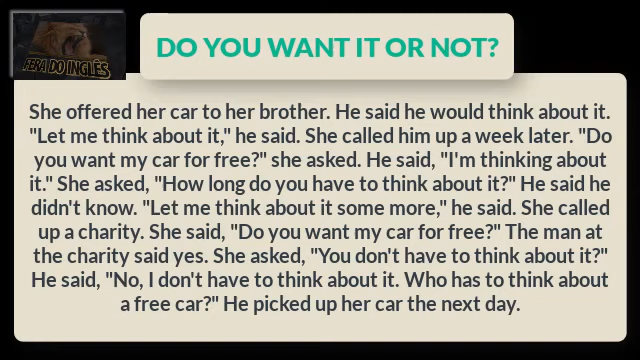 FERA DO INGLÊS
DO YOU WANT IT OR NOT?
She offered her car to her brother. He said he would think about it.
"Let me think about it," he said. She called him up a week later. "Do
you want my car for free?" she asked. He said, "I'm thinking about
it." She asked, "How long do you have to think about it?" He said he
didn't know. "Let me think about it some more," he said. She called
up a charity. She said, "Do you want my car for free?" The man at
the charity said yes. She asked, "You don't have to think about it?"
He said, "No, I don't have to think about it. Who has to think about
a free car?" He picked up her car the next day.